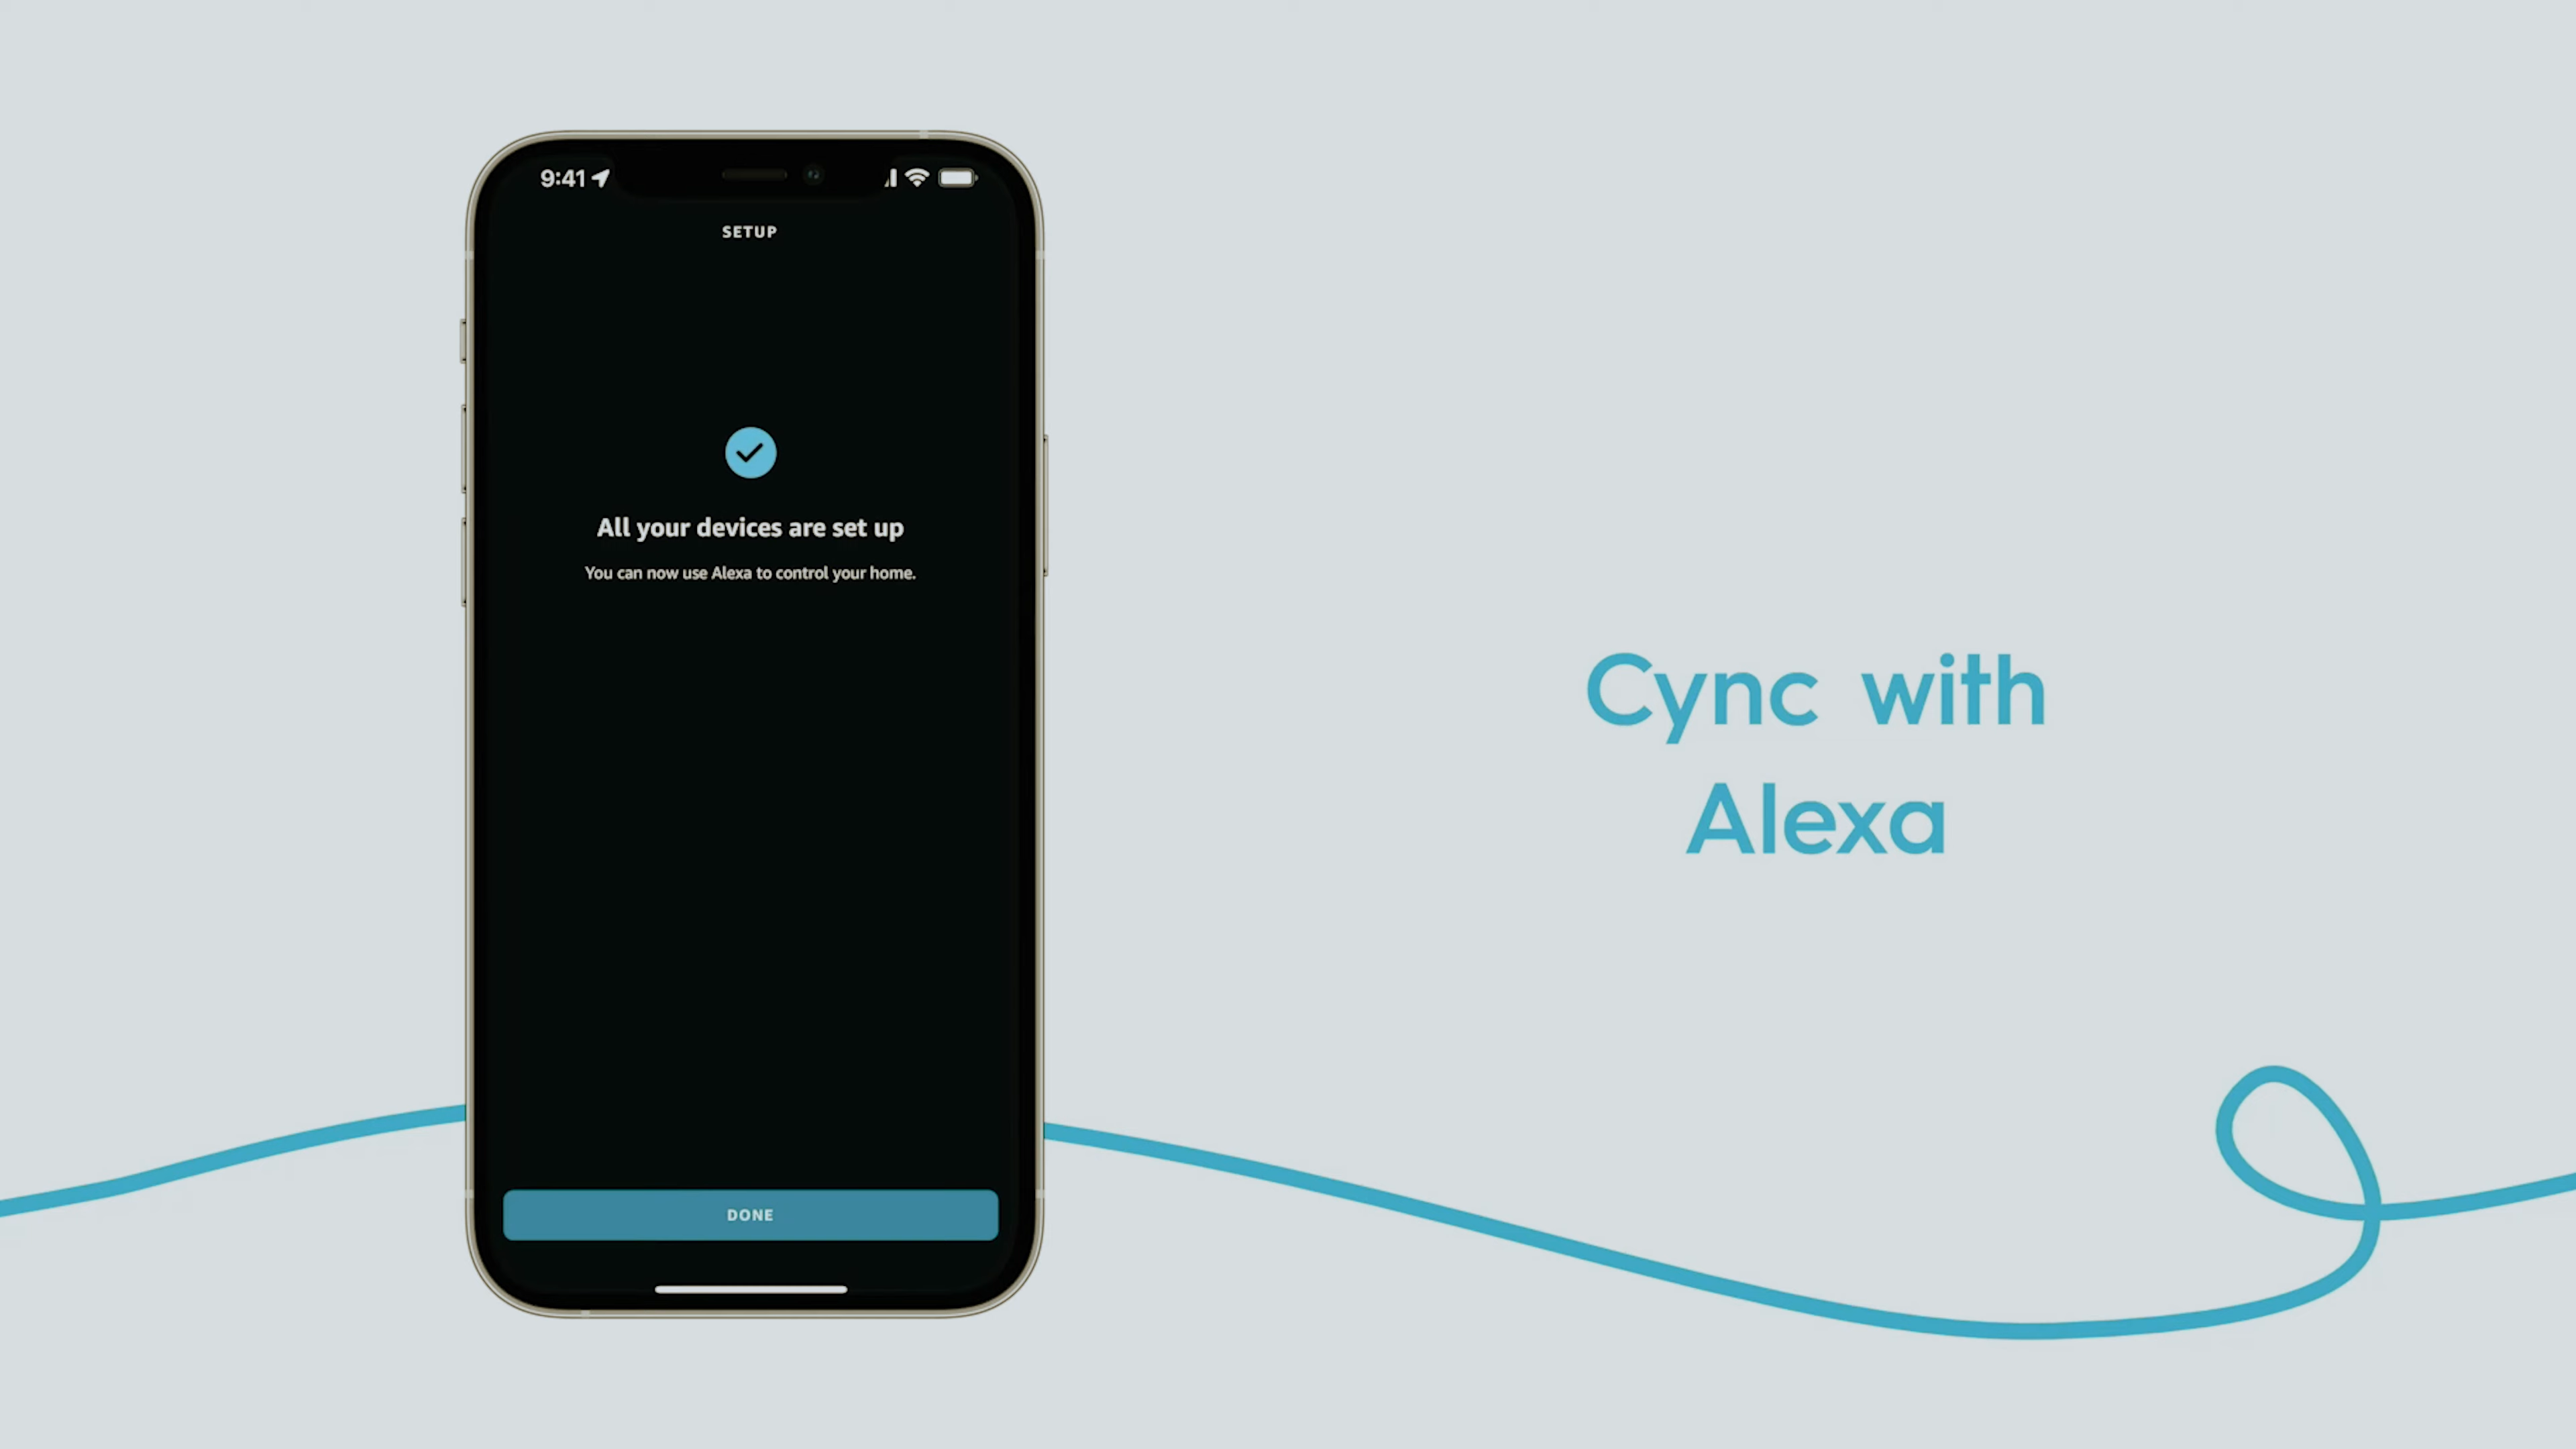 9:41
SETUP
All your devices are set up
You can now use Alexa to control your home.
DONE
Cync with
Alexa